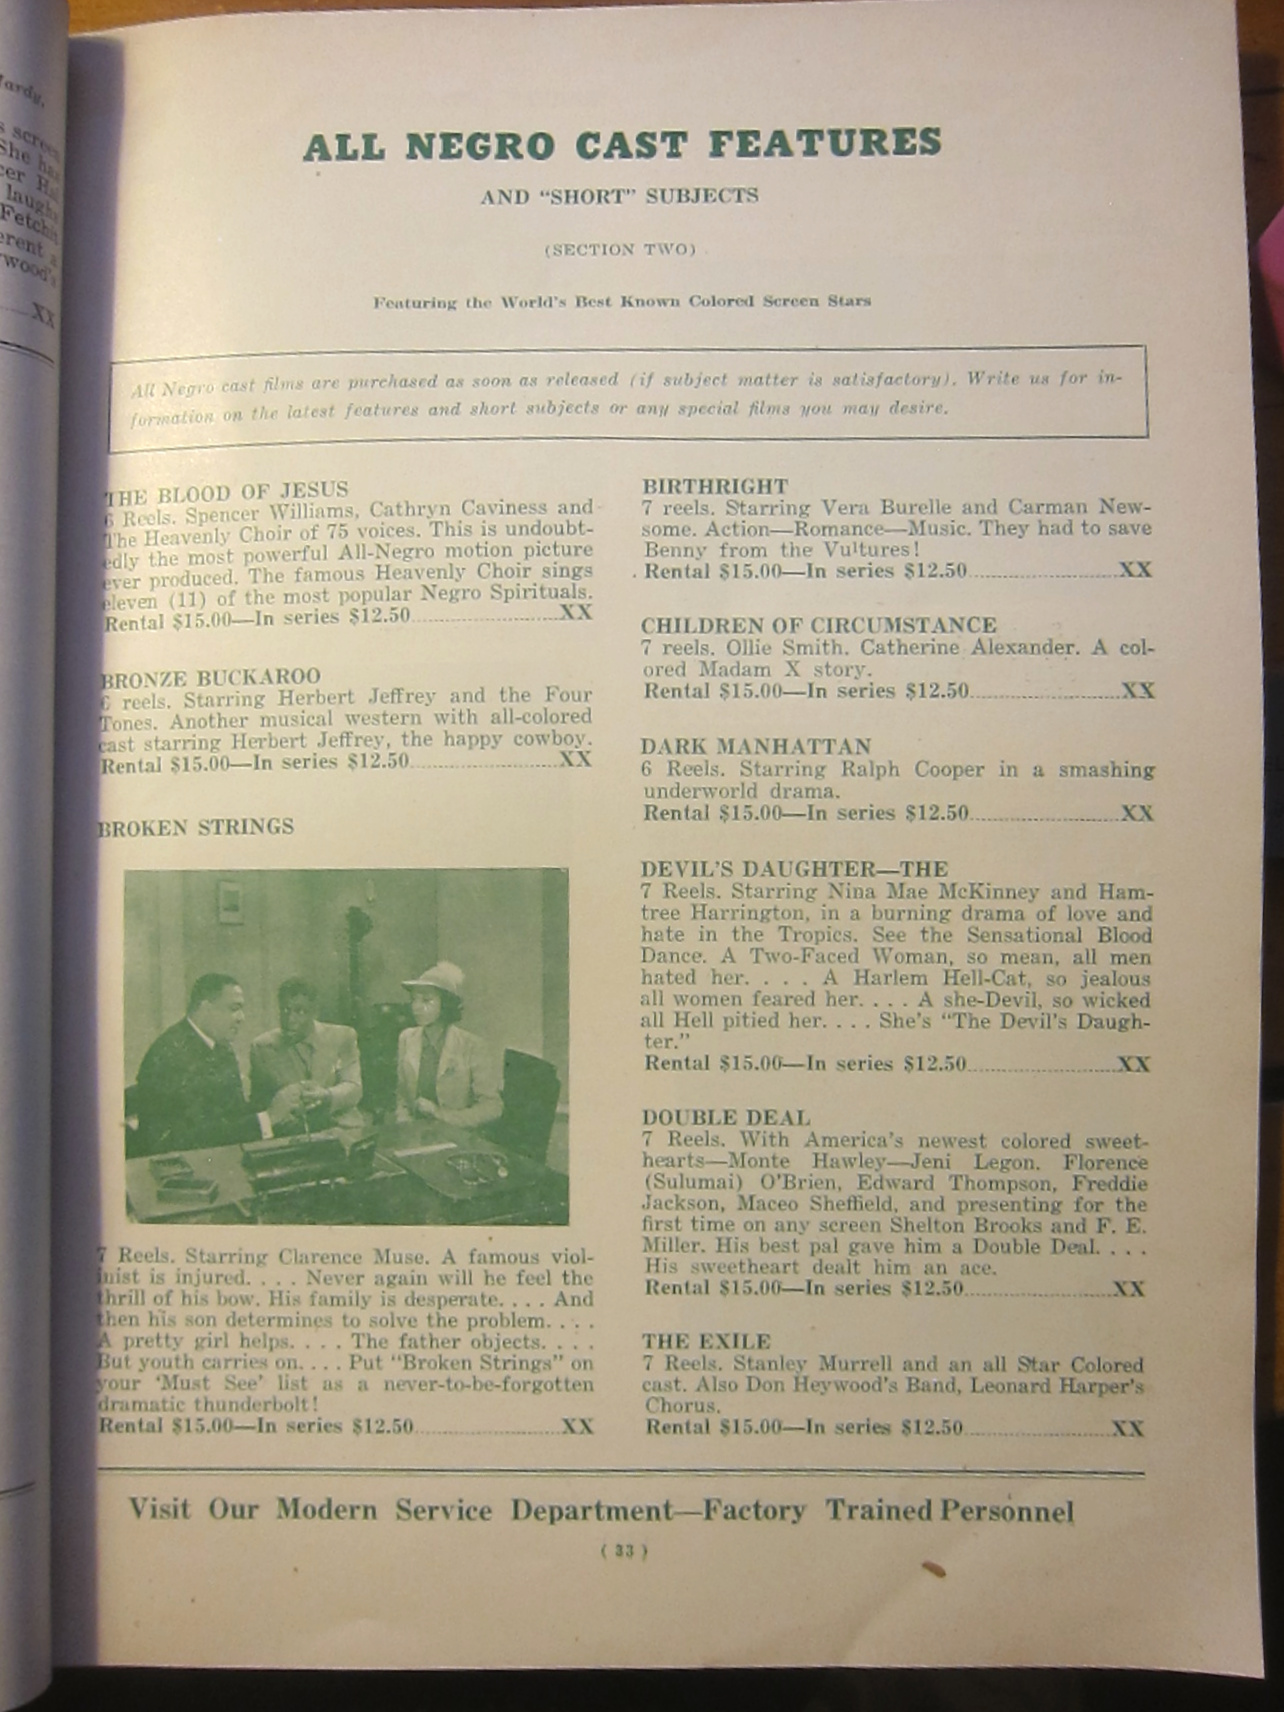 Hardy,
screen
She has
laughs
Fetchit
erent a
wood's
XX
ALL NEGRO CAST FEATURES
AND “SHORT” SUBJECTS
(SECTION TWO)
Featuring the World's Best Known Colored Screen Stars
All Negro cast films are purchased as soon as released (if subject matter is satisfactory). Write us for in-
formation on the latest features and short subjects or any special films you may desire.
THE BLOOD OF JESUS
6 Reels. Spencer Williams, Cathryn Caviness and
The Heavenly Choir of 75 voices. This is undoubt-
edly the most powerful All-Negro motion picture
ever produced. The famous Heavenly Choir sings
eleven (11) of the most popular Negro Spirituals.
Rental $15.00—In series $12.50..............................XX
BRONZE BUCKAROO
6 reels. Starring Herbert Jeffrey and the Four
Tones. Another musical western with all-colored
cast starring Herbert Jeffrey, the happy cowboy.
Rental $15.00—In series $12.50..............................XX
BROKEN STRINGS
7 Reels. Starring Clarence Muse. A famous viol-
inist is injured. . . . Never again will he feel the
thrill of his bow. His family is desperate. . . . And
then his son determines to solve the problem. . . .
A pretty girl helps. . . . The father objects. . . .
But youth carries on. . . . Put “Broken Strings” on
your ‘Must See’ list as a never-to-be-forgotten
dramatic thunderbolt!
Rental $15.00—In series $12.50..............................XX
BIRTHRIGHT
7 reels. Starring Vera Burelle and Carman New-
some. Action—Romance—Music. They had to save
Benny from the Vultures!
Rental $15.00—In series $12.50..............................XX
CHILDREN OF CIRCUMSTANCE
7 reels. Ollie Smith. Catherine Alexander. A col-
ored Madam X story.
Rental $15.00—In series $12.50..............................XX
DARK MANHATTAN
6 Reels. Starring Ralph Cooper in a smashing
underworld drama.
Rental $15.00—In series $12.50..............................XX
DEVIL'S DAUGHTER—THE
7 Reels. Starring Nina Mae McKinney and Ham-
tree Harrington, in a burning drama of love and
hate in the Tropics. See the Sensational Blood
Dance. A Two-Faced Woman, so mean, all men
hated her. . . . A Harlem Hell-Cat, so jealous
all women feared her. . . . A she-Devil, so wicked
all Hell pitied her. . . . She's “The Devil's Daugh-
ter.”
Rental $15.00—In series $12.50..............................XX
DOUBLE DEAL
7 Reels. With America's newest colored sweet-
hearts—Monte Hawley—Jeni Legon. Florence
(Sulumai) O'Brien, Edward Thompson, Freddie
Jackson, Maceo Sheffield, and presenting for the
first time on any screen Shelton Brooks and F. E.
Miller. His best pal gave him a Double Deal. . . .
His sweetheart dealt him an ace.
Rental $15.00—In series $12.50..............................XX
THE EXILE
7 Reels. Stanley Murrell and an all Star Colored
cast. Also Don Heywood's Band, Leonard Harper's
Chorus.
Rental $15.00—In series $12.50..............................XX
Visit Our Modern Service Department—Factory Trained Personnel
( 33 )